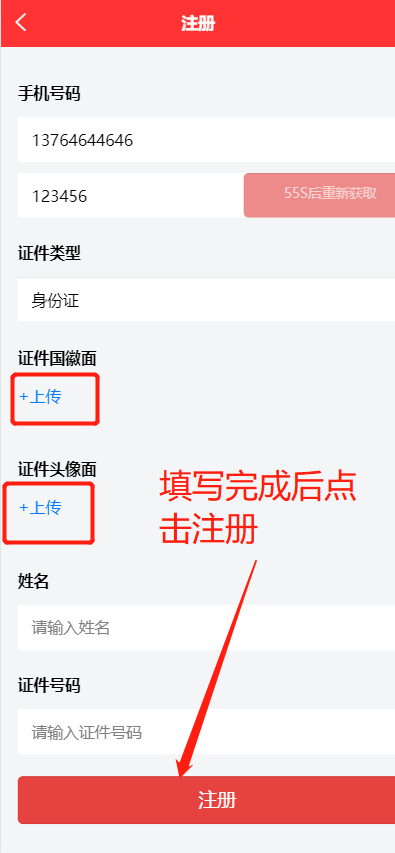 注册
手机号码
13764644646
123456
55S后重新获取
证件类型
身份证
证件国徽面
+上传
证件头像面
+上传
填写完成后点
击注册
姓名
请输入姓名
证件号码
请输入证件号码
注册